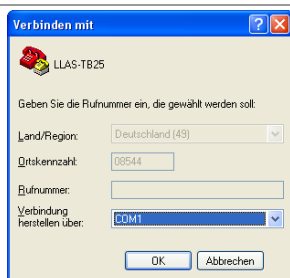 Verbinden mit
LLAS-TB25
Geben Sie die Rufnummer ein, die gewählt werden soll:
Land/Region: Deutschland (49)
Ortskennzahl: 08544
Rufnummer:
Verbindung
herstellen über: COM1
OK Abbrechen